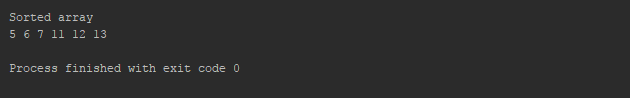 Sorted array
5 6 7 11 12 13
Process finished with exit code 0